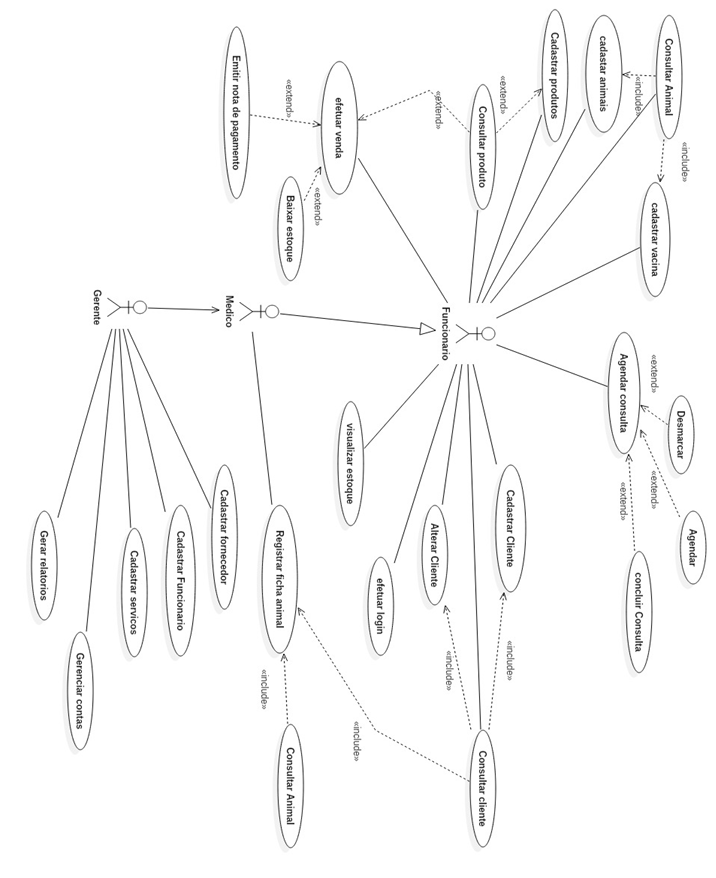 Agendar
«include»
Desmarcar
Consultar Animal
cadastrar vacina
«extend»
«extend»
«include»
concluir Consulta
Agendar consulta
«extend»
cadastar animais
Cadastrar produtos
Cadastrar Cliente
«include»
«extend»
Consultar produto
Consultar cliente
«include»
Funcionario
«extend»
Alterar Cliente
efetuar login
«include»
visualizar estoque
efetuar venda
«extend»
«extend»
Baixar estoque
Consultar Animal
Registrar ficha animal
«include»
Emitir nota de pagamento
Medico
Cadastrar fornecedor
Cadastrar Funcionario
Cadastrar servicos
Gerente
Gerenciar contas
Gerar relatorios